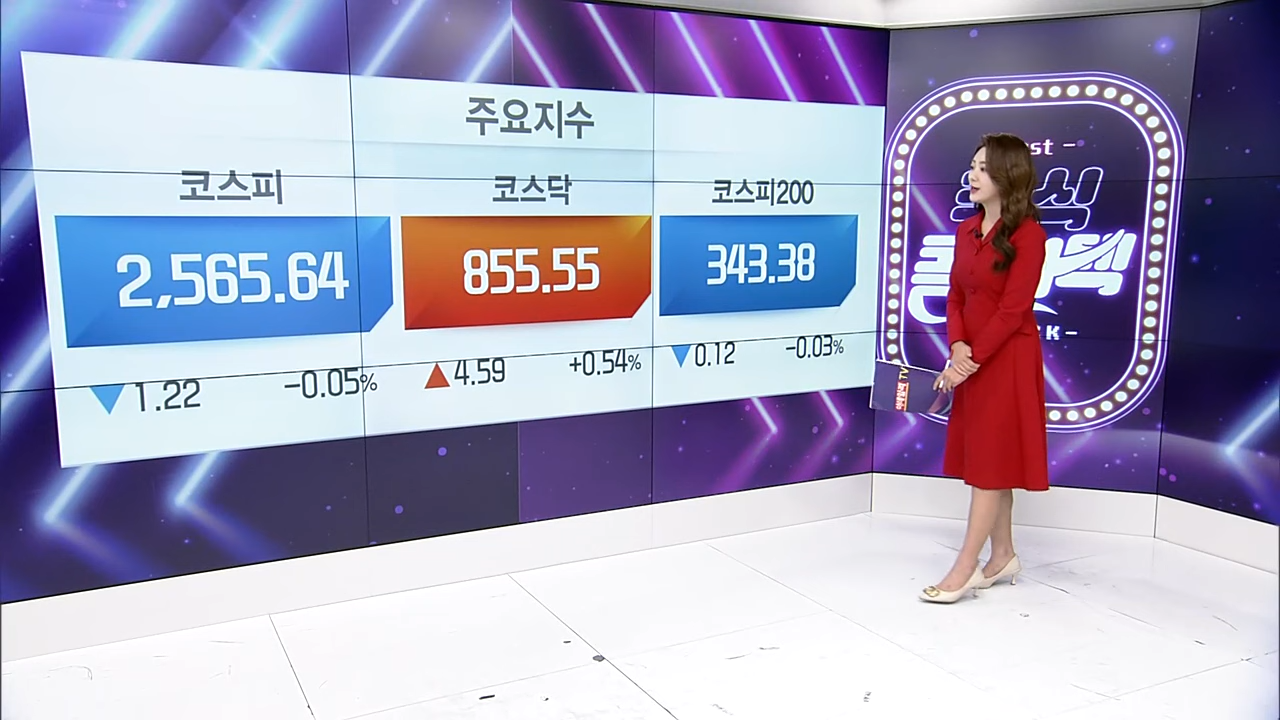 주요지수
코스피 코스닥 코스피200
2,565.64 855.55 343.38
▼1.22 -0.05% ▲4.59 +0.54% ▼0.12 -0.03%
TV